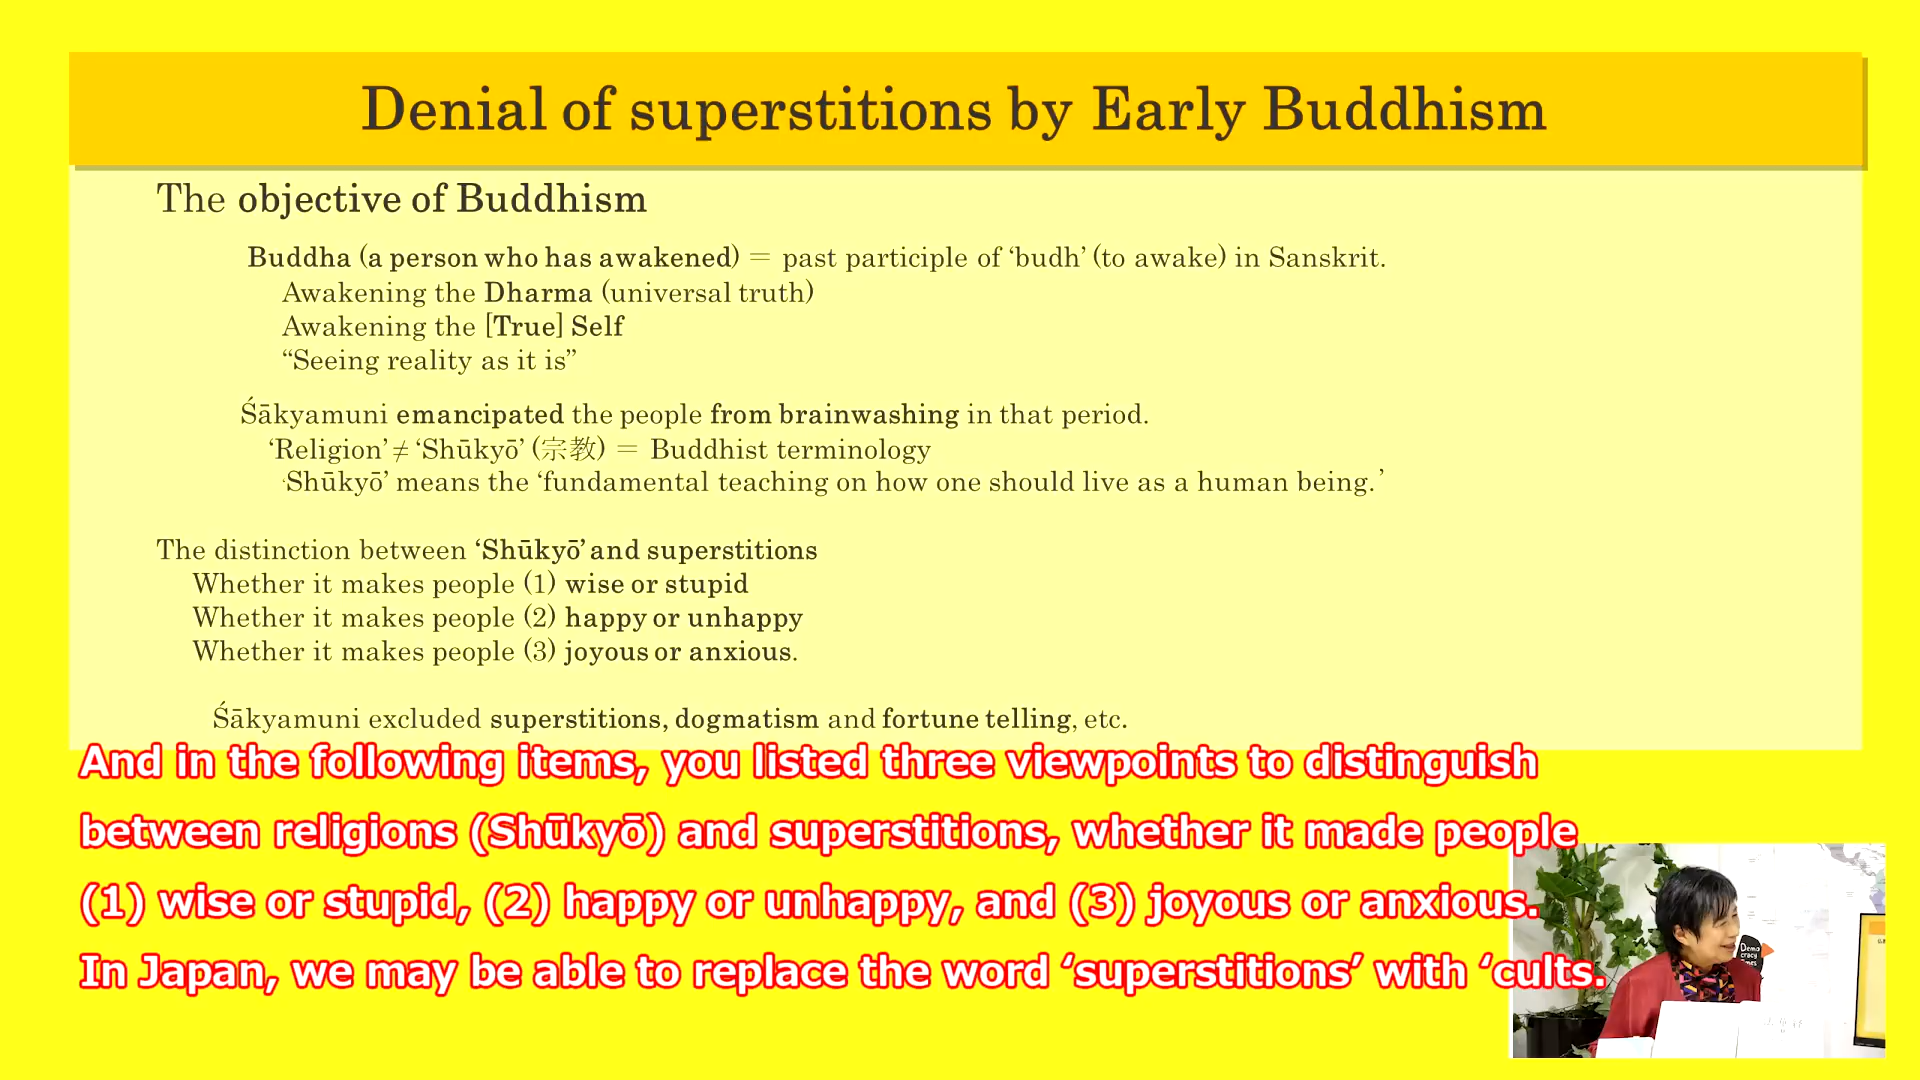 Denial of superstitions by Early Buddhism
The objective of Buddhism
Buddha (a person who has awakened) = past participle of ‘budh’ (to awake) in Sanskrit.
Awakening the Dharma (universal truth)
Awakening the [True] Self
“Seeing reality as it is”
Śākyamuni emancipated the people from brainwashing in that period.
‘Religion’ ≠ ‘Shūkyō’ (宗教) = Buddhist terminology
‘Shūkyō’ means the ‘fundamental teaching on how one should live as a human being.’
The distinction between ‘Shūkyō’ and superstitions
Whether it makes people (1) wise or stupid
Whether it makes people (2) happy or unhappy
Whether it makes people (3) joyous or anxious.
Śākyamuni excluded superstitions, dogmatism and fortune telling, etc.
And in the following items, you listed three viewpoints to distinguish
between religions (Shūkyō) and superstitions, whether it made people
(1) wise or stupid, (2) happy or unhappy, and (3) joyous or anxious.
In Japan, we may be able to replace the word ‘superstitions’ with ‘cults.
Demo
cracy
Times